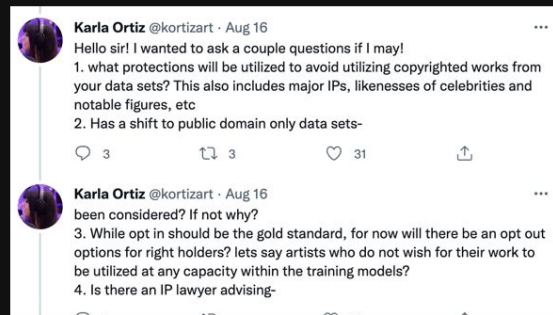 Karla Ortiz @kortizart · Aug 16
Hello sir! I wanted to ask a couple questions if I may!
1. what protections will be utilized to avoid utilizing copyrighted works from
your data sets? This also includes major IPs, likenesses of celebrities and
notable figures, etc
2. Has a shift to public domain only data sets-
3 3 31
Karla Ortiz @kortizart · Aug 16
been considered? If not why?
3. While opt in should be the gold standard, for now will there be an opt out
options for right holders? lets say artists who do not wish for their work to
be utilized at any capacity within the training models?
4. Is there an IP lawyer advising-